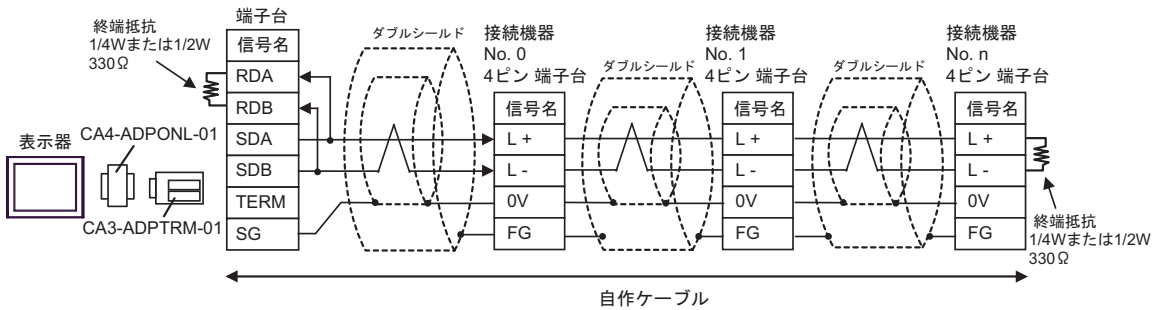 終端抵抗
1/4Wまたは1/2W
330Ω
端子台
信号名
RDA
RDB
SDA
SDB
TERM
SG
表示器
CA4-ADPONL-01
CA3-ADPTRM-01
ダブルシールド
接続機器
No. 0
4ピン 端子台
信号名
L +
L -
0V
FG
ダブルシールド
接続機器
No. 1
4ピン 端子台
信号名
L +
L -
0V
FG
ダブルシールド
接続機器
No. n
4ピン 端子台
信号名
L +
L -
0V
FG
終端抵抗
1/4Wまたは1/2W
330Ω
自作ケーブル